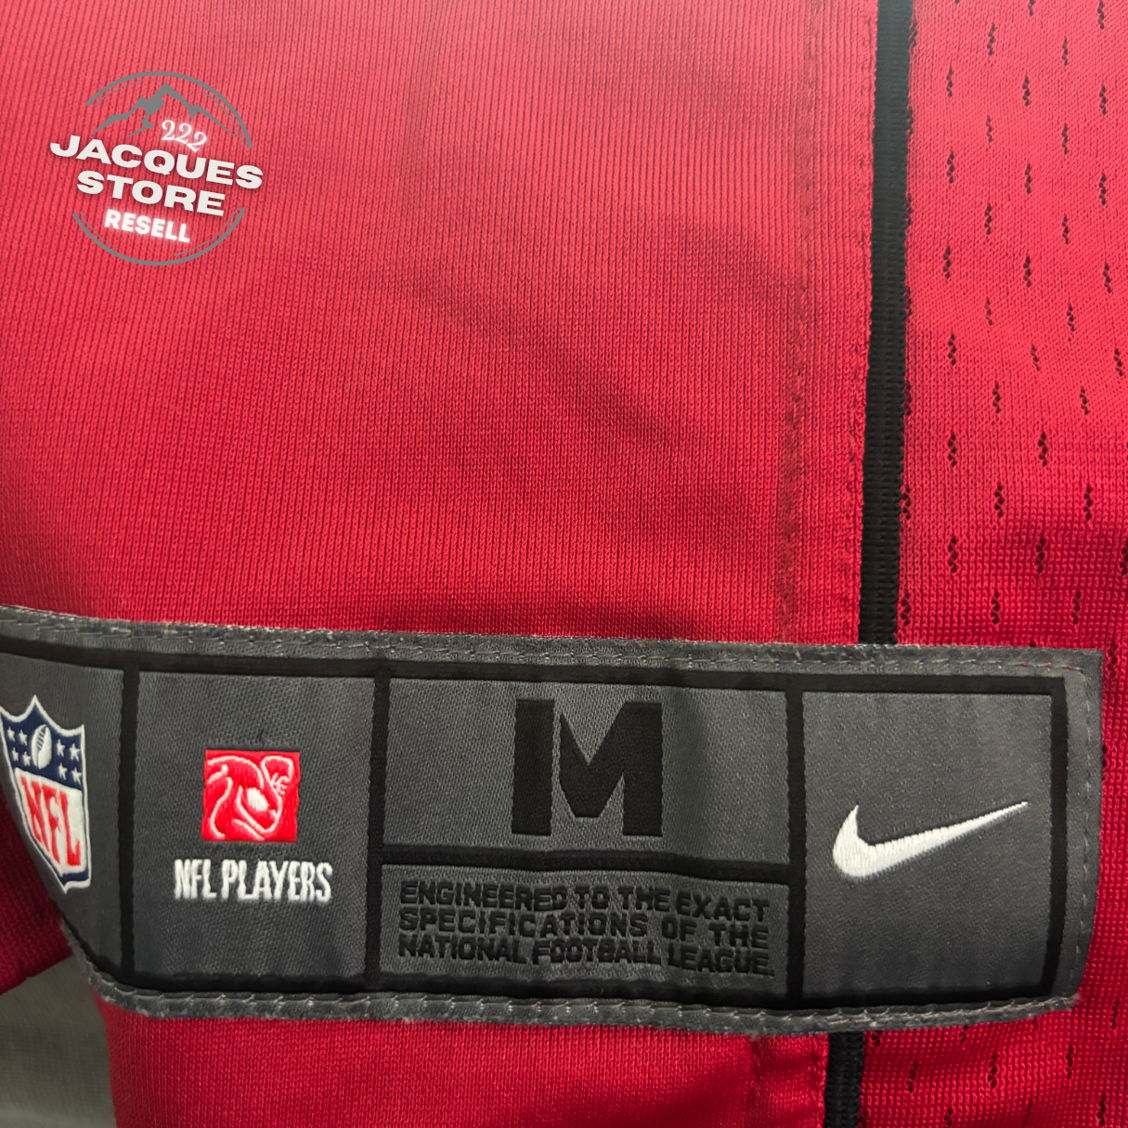 222
JACQUES
STORE
RESELL
NFL
NFL PLAYERS
M
ENGINEERED TO THE EXACT
SPECIFICATIONS OF THE
NATIONAL FOOTBALL LEAGUE.